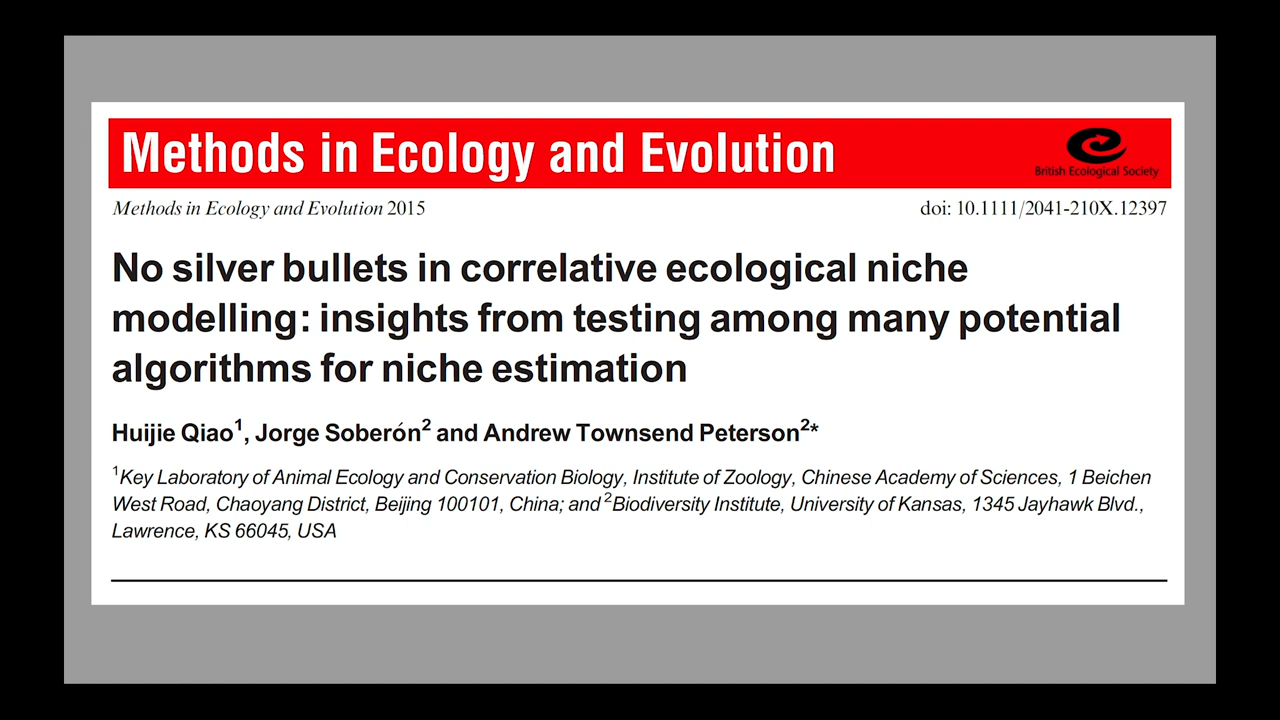 Methods in Ecology and Evolution
British Ecological Society
Methods in Ecology and Evolution 2015
doi: 10.1111/2041-210X.12397
No silver bullets in correlative ecological niche
modelling: insights from testing among many potential
algorithms for niche estimation
Huijie Qiao1, Jorge Soberón2 and Andrew Townsend Peterson2*
1Key Laboratory of Animal Ecology and Conservation Biology, Institute of Zoology, Chinese Academy of Sciences, 1 Beichen
West Road, Chaoyang District, Beijing 100101, China; and 2Biodiversity Institute, University of Kansas, 1345 Jayhawk Blvd.,
Lawrence, KS 66045, USA